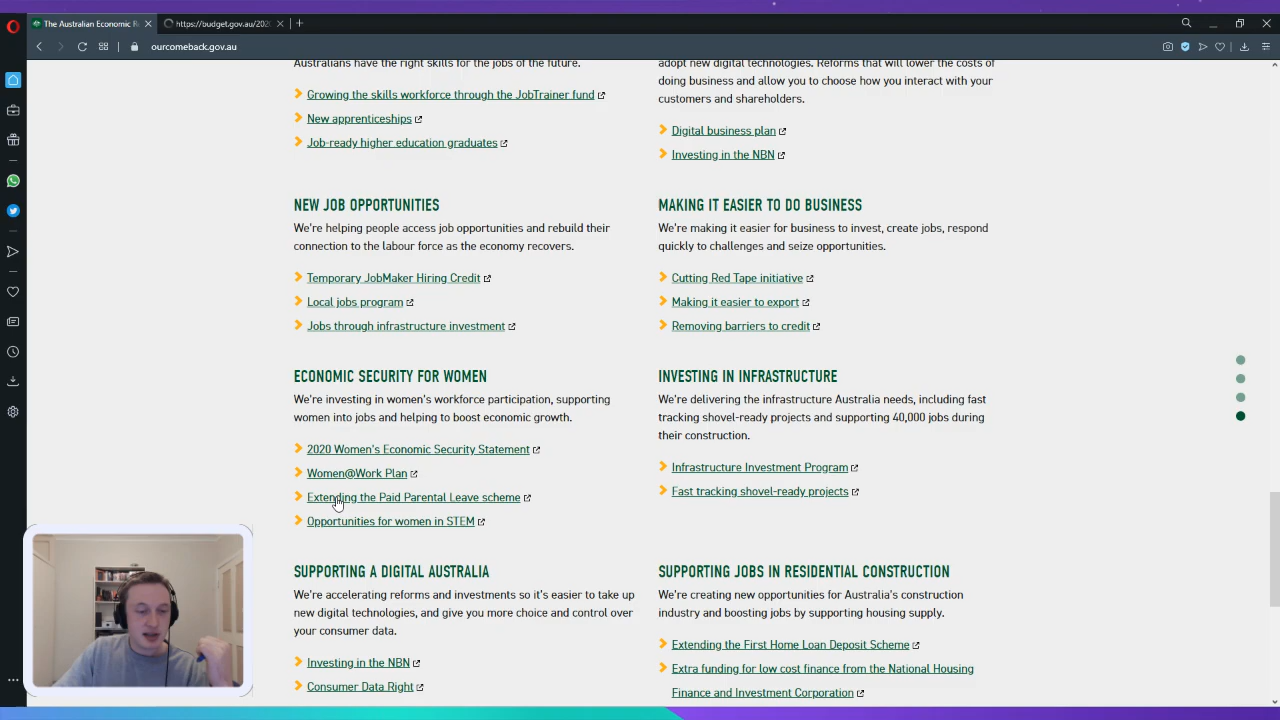 The Australian Economic R
https://budget.gov.au/202
ourcomeback.gov.au
Australians have the right skills for the jobs of the future.
Growing the skills workforce through the JobTrainer fund
New apprenticeships
Job-ready higher education graduates
adopt new digital technologies. Reforms that will lower the costs of
doing business and allow you to choose how you interact with your
customers and shareholders.
Digital business plan
Investing in the NBN
NEW JOB OPPORTUNITIES
We're helping people access job opportunities and rebuild their
connection to the labour force as the economy recovers.
Temporary JobMaker Hiring Credit
Local jobs program
Jobs through infrastructure investment
MAKING IT EASIER TO DO BUSINESS
We're making it easier for business to invest, create jobs, respond
quickly to challenges and seize opportunities.
Cutting Red Tape initiative
Making it easier to export
Removing barriers to credit
ECONOMIC SECURITY FOR WOMEN
We're investing in women's workforce participation, supporting
women into jobs and helping to boost economic growth.
2020 Women's Economic Security Statement
Women@Work Plan
Extending the Paid Parental Leave scheme
Opportunities for women in STEM
INVESTING IN INFRASTRUCTURE
We're delivering the infrastructure Australia needs, including fast
tracking shovel-ready projects and supporting 40,000 jobs during
their construction.
Infrastructure Investment Program
Fast tracking shovel-ready projects
SUPPORTING A DIGITAL AUSTRALIA
We're accelerating reforms and investments so it's easier to take up
new digital technologies, and give you more choice and control over
your consumer data.
Investing in the NBN
Consumer Data Right
SUPPORTING JOBS IN RESIDENTIAL CONSTRUCTION
We're creating new opportunities for Australia's construction
industry and boosting jobs by supporting housing supply.
Extending the First Home Loan Deposit Scheme
Extra funding for low cost finance from the National Housing
Finance and Investment Corporation